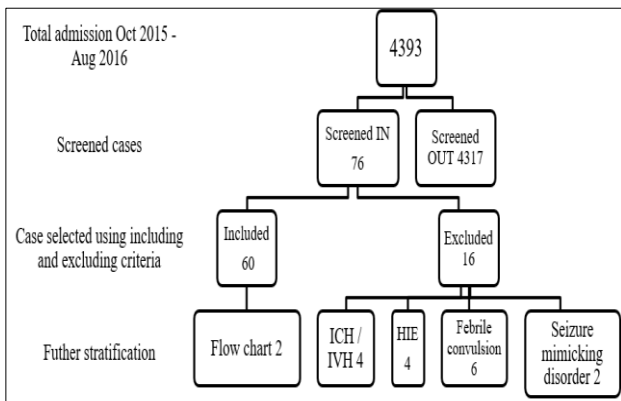 Total admission Oct 2015 -
Aug 2016
4393
Screened cases
Screened IN
76
Screened
OUT 4317
Case selected using including
and excluding criteria
Included
60
Excluded
16
Futher stratification
Flow chart 2
ICH /
IVH 4
HIE
4
Febrile
convulsion
6
Seizure
mimicking
disorder 2